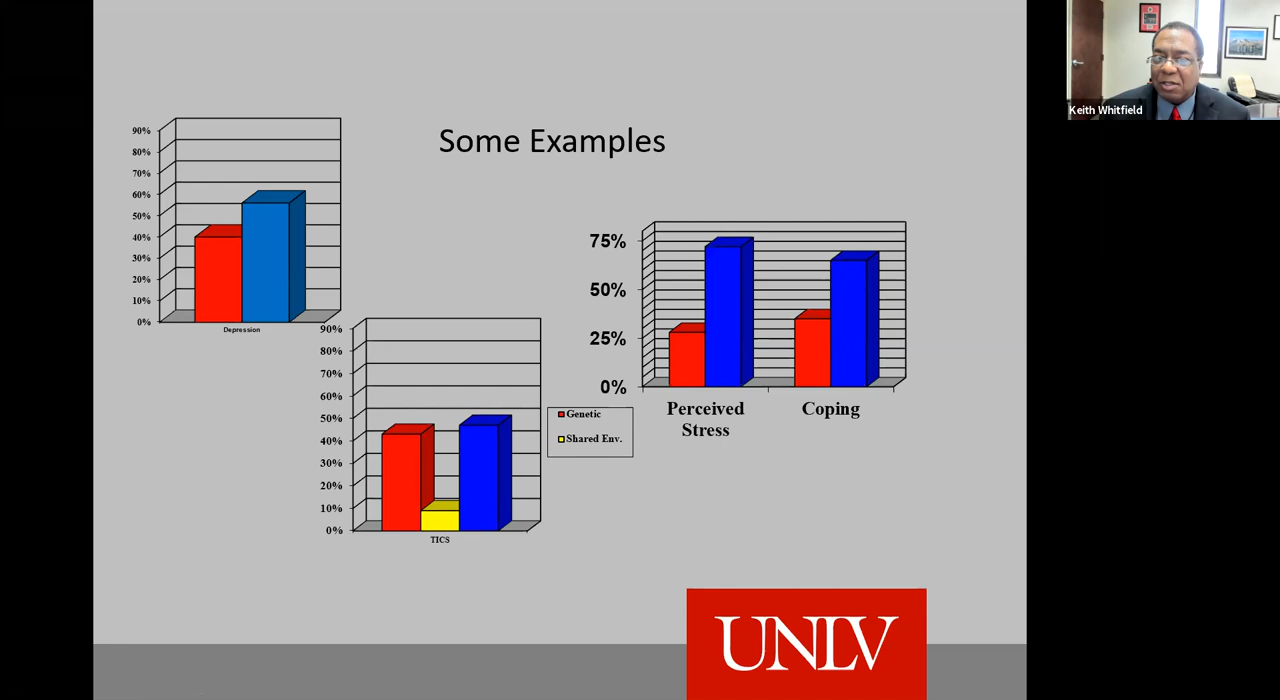 Some Examples
90%
80%
70%
60%
50%
40%
30%
20%
10%
0%
Depression
90%
80%
70%
60%
50%
40%
30%
20%
10%
0%
TICS
Genetic
Shared Env.
75%
50%
25%
0%
Perceived
Stress
Coping
UNLV
Keith Whitfield